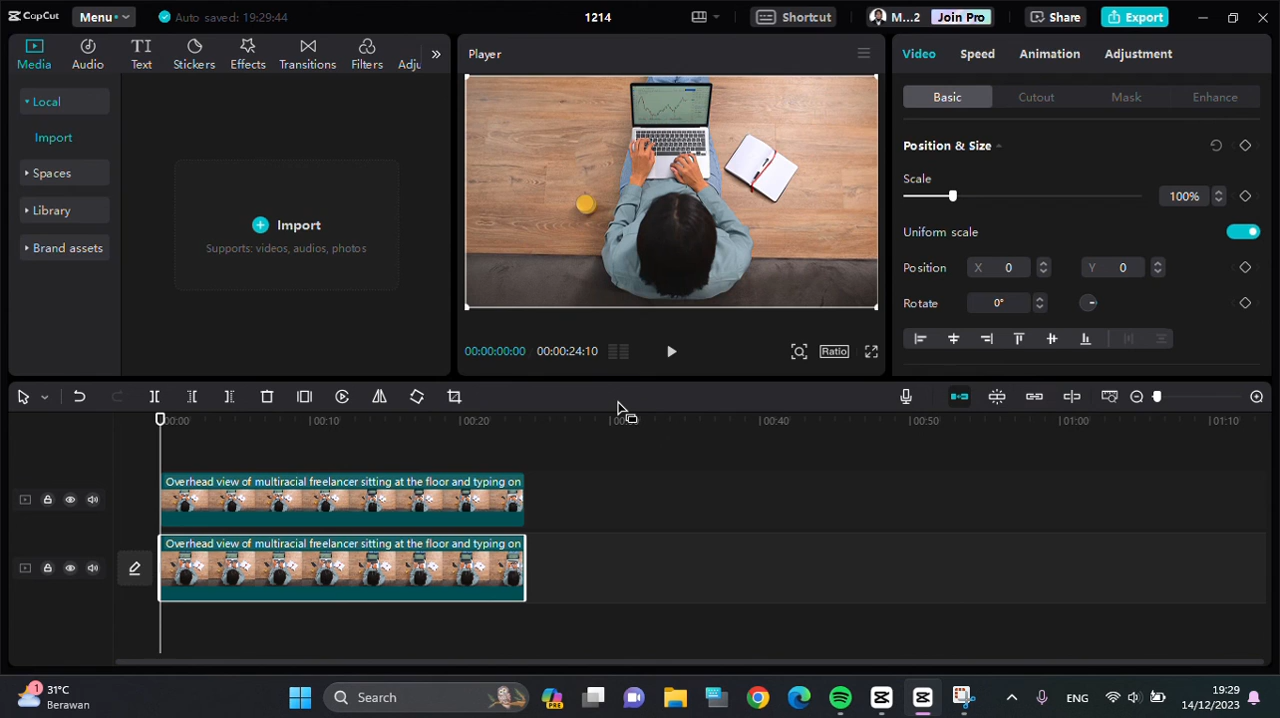 CapCut
Menu
Auto saved: 19:29:44
1214
Shortcut
M...2
Join Pro
Share
Export
Media
Audio
Text
Stickers
Effects
Transitions
Filters
Adju
Local
Import
Spaces
Library
Brand assets
Import
Supports: videos, audios, photos
Player
00:00:00:00
00:00:24:10
Ratio
Video
Speed
Animation
Adjustment
Basic
Cutout
Mask
Enhance
Position & Size
Scale
100%
Uniform scale
Position
X 0
Y 0
Rotate
0°
00:00
00:10
00:20
00:40
00:50
01:00
01:10
Overhead view of multiracial freelancer sitting at the floor and typing on
Overhead view of multiracial freelancer sitting at the floor and typing on
1
31°C
Berawan
Search
PRE
ENG
19:29
14/12/2023